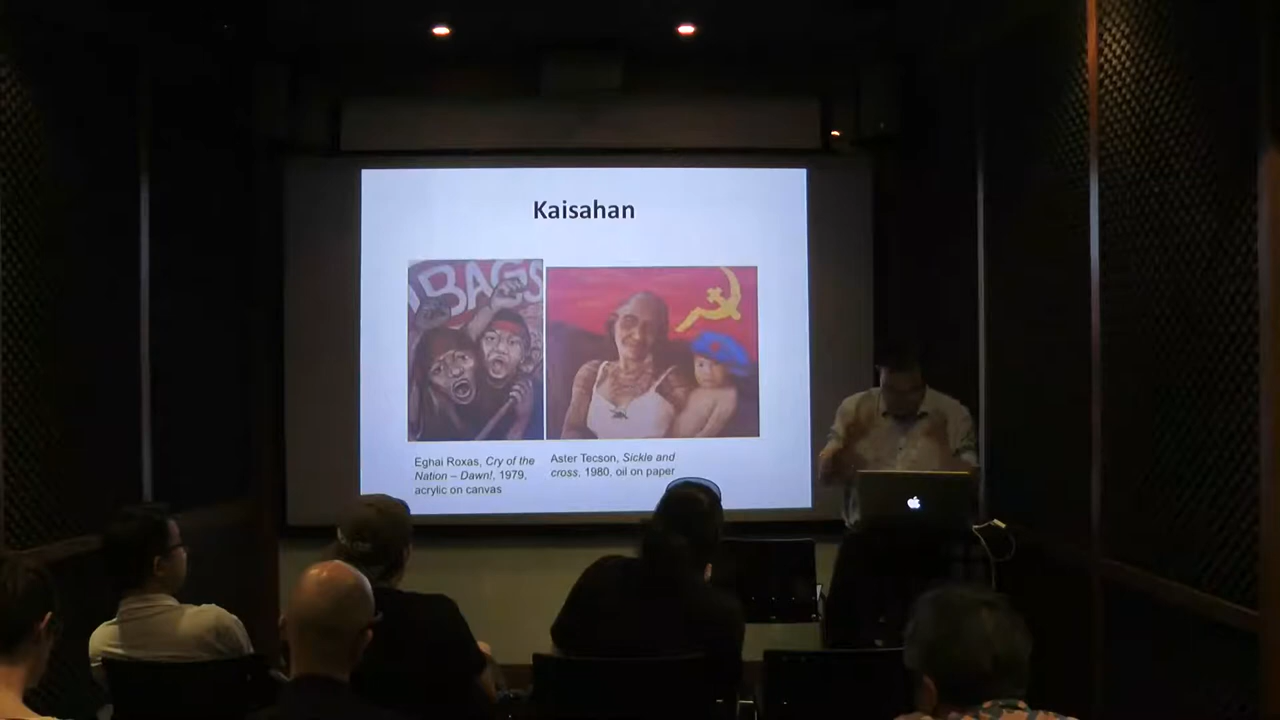 Kaisahan
BAGS
Eghai Roxas, Cry of the
Nation – Dawn!, 1979,
acrylic on canvas
Aster Tecson, Sickle and
cross, 1980, oil on paper